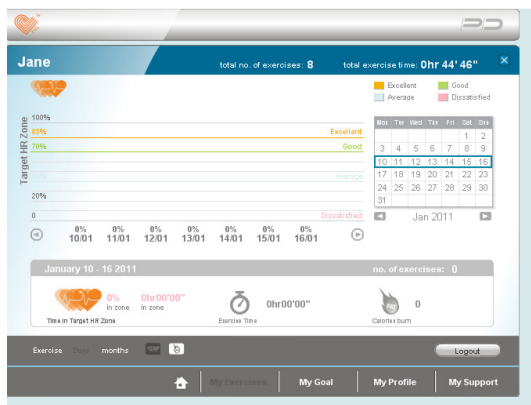 Jane
total no. of exercises: 8
total exercise time: 0hr 44' 46"
Excellent
Good
Average
Dissatisfied
Target HR Zone
100%
85%
Excellent
70%
Good
Average
20%
0
Dissatisfied
0% 0% 0% 0% 0% 0% 0%
10/01 11/01 12/01 13/01 14/01 15/01 16/01
Mon Tue Wed Thu Fri Sat Sun
1 2
3 4 5 6 7 8 9
10 11 12 13 14 15 16
17 18 19 20 21 22 23
24 25 26 27 28 29 30
31
Jan 2011
January 10 - 16 2011
no. of exercises: 0
0%
in zone
0hr00'00"
in zone
Time in Target HR Zone
0hr00'00"
Exercise Time
FAT
0
Calories burn
Exercise Days months
Logout
My Exercises
My Goal
My Profile
My Support